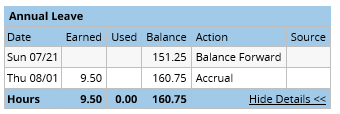 Annual Leave
Date Earned Used Balance Action Source
Sun 07/21 151.25 Balance Forward
Thu 08/01 9.50 160.75 Accrual
Hours 9.50 0.00 160.75 Hide Details <<